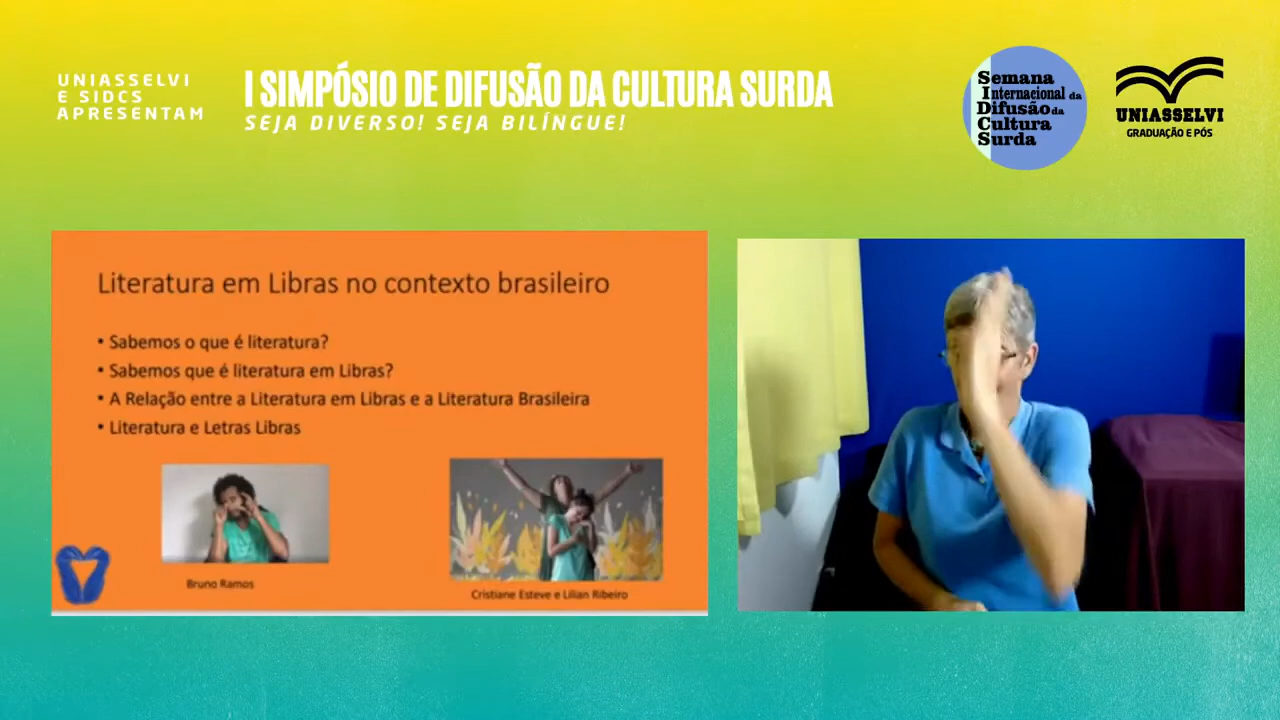 UNIASSELVI
E SIDCS
APRESENTAM
I SIMPÓSIO DE DIFUSÃO DA CULTURA SURDA
SEJA DIVERSO! SEJA BILÍNGUE!
Semana
Internacional da
Difusão da
Cultura
Surda
UNIASSELVI
GRADUAÇÃO E PÓS
Literatura em Libras no contexto brasileiro
• Sabemos o que é literatura?
• Sabemos que é literatura em Libras?
• A Relação entre a Literatura em Libras e a Literatura Brasileira
• Literatura e Letras Libras
Bruno Ramos
Cristiane Esteve e Lilian Ribeiro